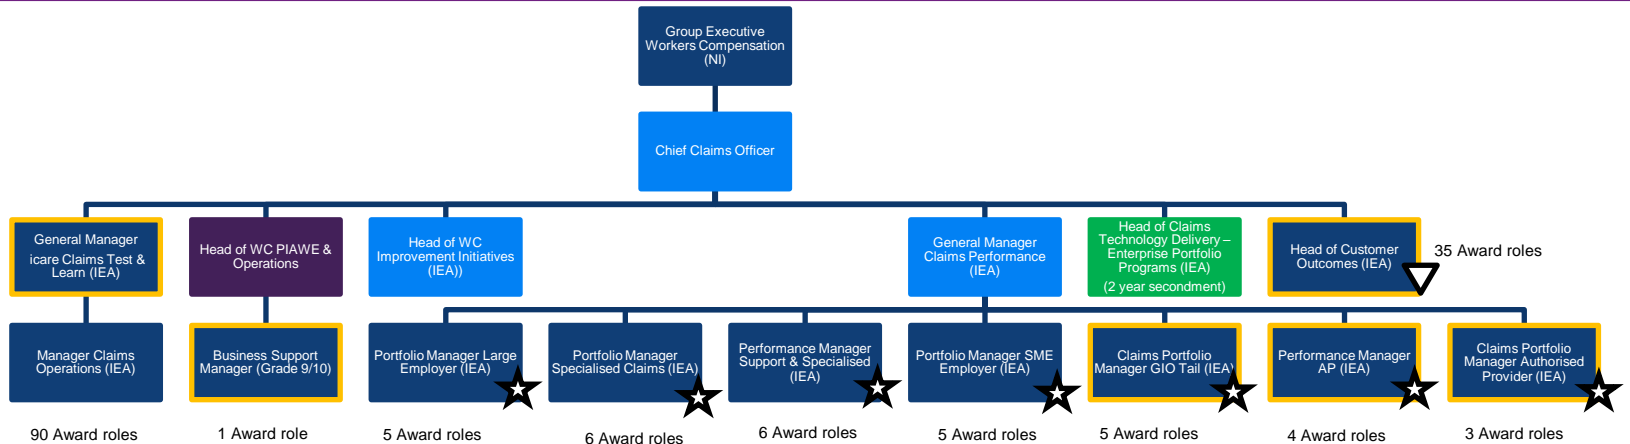 Group Executive
Workers Compensation
(NI)
Chief Claims Officer
General Manager
icare Claims Test &
Learn (IEA)
Head of WC PIAWE &
Operations
Head of WC
Improvement Initiatives
(IEA))
General Manager
Claims Performance
(IEA)
Head of Claims
Technology Delivery –
Enterprise Portfolio
Programs (IEA)
(2 year secondment)
Head of Customer
Outcomes (IEA)
35 Award roles
Manager Claims
Operations (IEA)
Business Support
Manager (Grade 9/10)
Portfolio Manager Large
Employer (IEA)
Portfolio Manager
Specialised Claims (IEA)
Performance Manager
Support & Specialised
(IEA)
Portfolio Manager SME
Employer (IEA)
Claims Portfolio
Manager GIO Tail (IEA)
Performance Manager
AP (IEA)
Claims Portfolio
Manager Authorised
Provider (IEA)
90 Award roles
1 Award role
5 Award roles
6 Award roles
6 Award roles
5 Award roles
5 Award roles
4 Award roles
3 Award roles